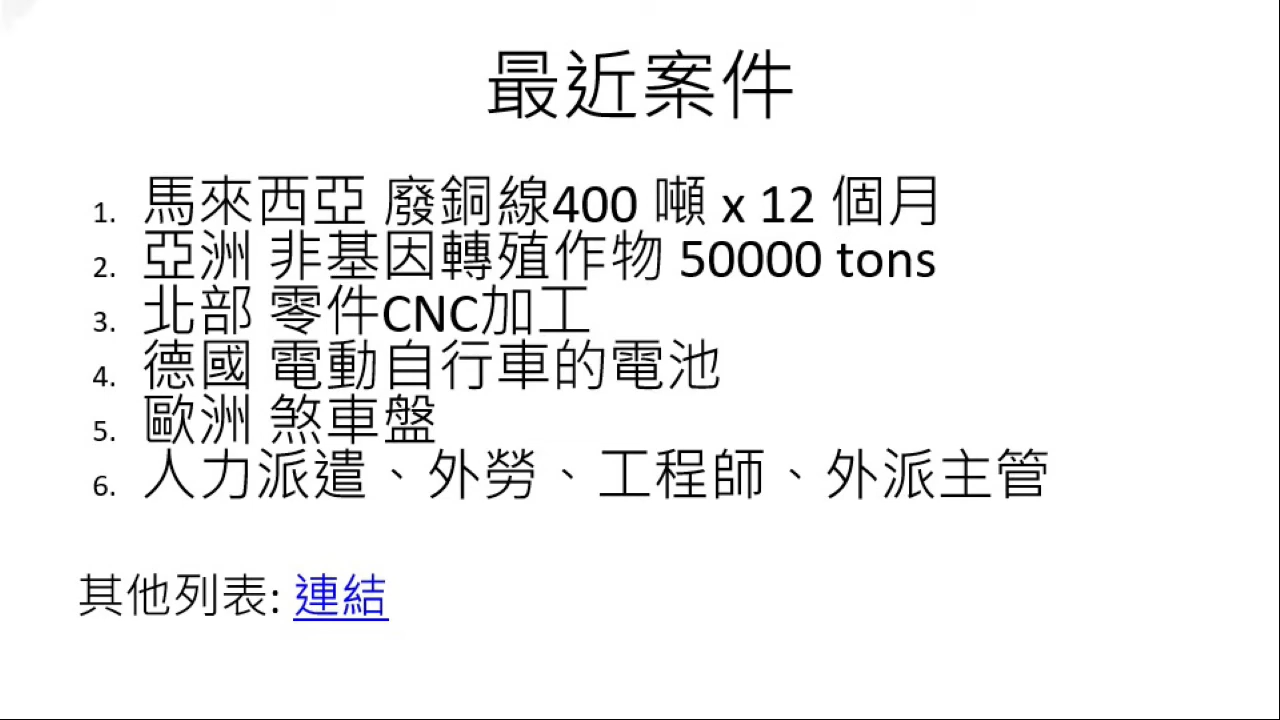 最近案件
1. 馬來西亞 廢銅線400 噸 x 12 個月
2. 亞洲 非基因轉殖作物 50000 tons
3. 北部 零件CNC加工
4. 德國 電動自行車的電池
5. 歐洲 煞車盤
6. 人力派遣、外勞、工程師、外派主管
其他列表: 連結